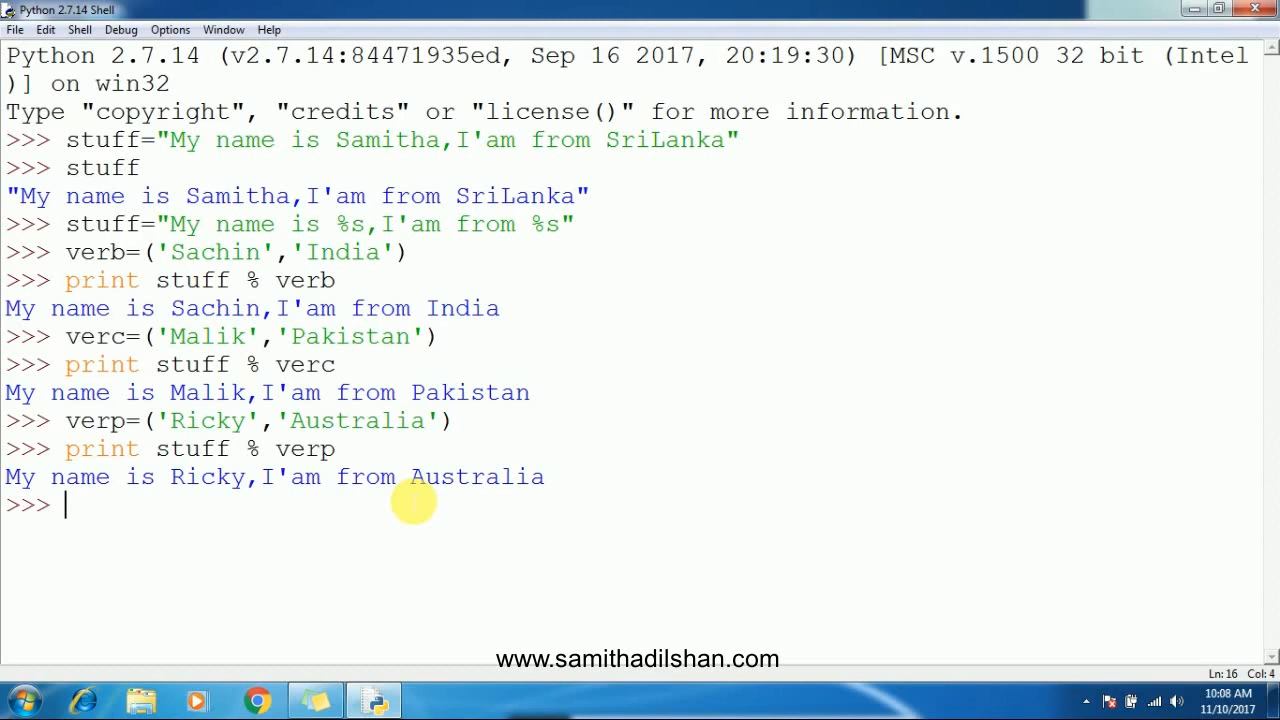 Python 2.7.14 Shell
File Edit Shell Debug Options Window Help
Python 2.7.14 (v2.7.14:84471935ed, Sep 16 2017, 20:19:30) [MSC v.1500 32 bit (Intel
)] on win32
Type "copyright", "credits" or "license()" for more information.
>>> stuff="My name is Samitha,I'am from SriLanka"
>>> stuff
"My name is Samitha,I'am from SriLanka"
>>> stuff="My name is %s,I'am from %s"
>>> verb=('Sachin','India')
>>> print stuff % verb
My name is Sachin,I'am from India
>>> verc=('Malik','Pakistan')
>>> print stuff % verc
My name is Malik,I'am from Pakistan
>>> verp=('Ricky','Australia')
>>> print stuff % verp
My name is Ricky,I'am from Australia
>>>
www.samithadilshan.com
Ln: 16 Col: 4
10:08 AM
11/10/2017